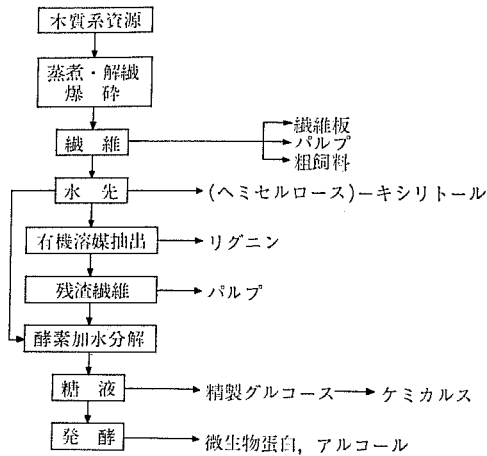 木質系資源
蒸煮・解繊
爆砕
繊維
繊維板
パルプ
粗飼料
水先
(ヘミセルロース)ーキシリトール
有機溶媒抽出
リグニン
残渣繊維
パルプ
酵素加水分解
糖液
精製グルコース
ケミカルス
発酵
微生物蛋白,アルコール